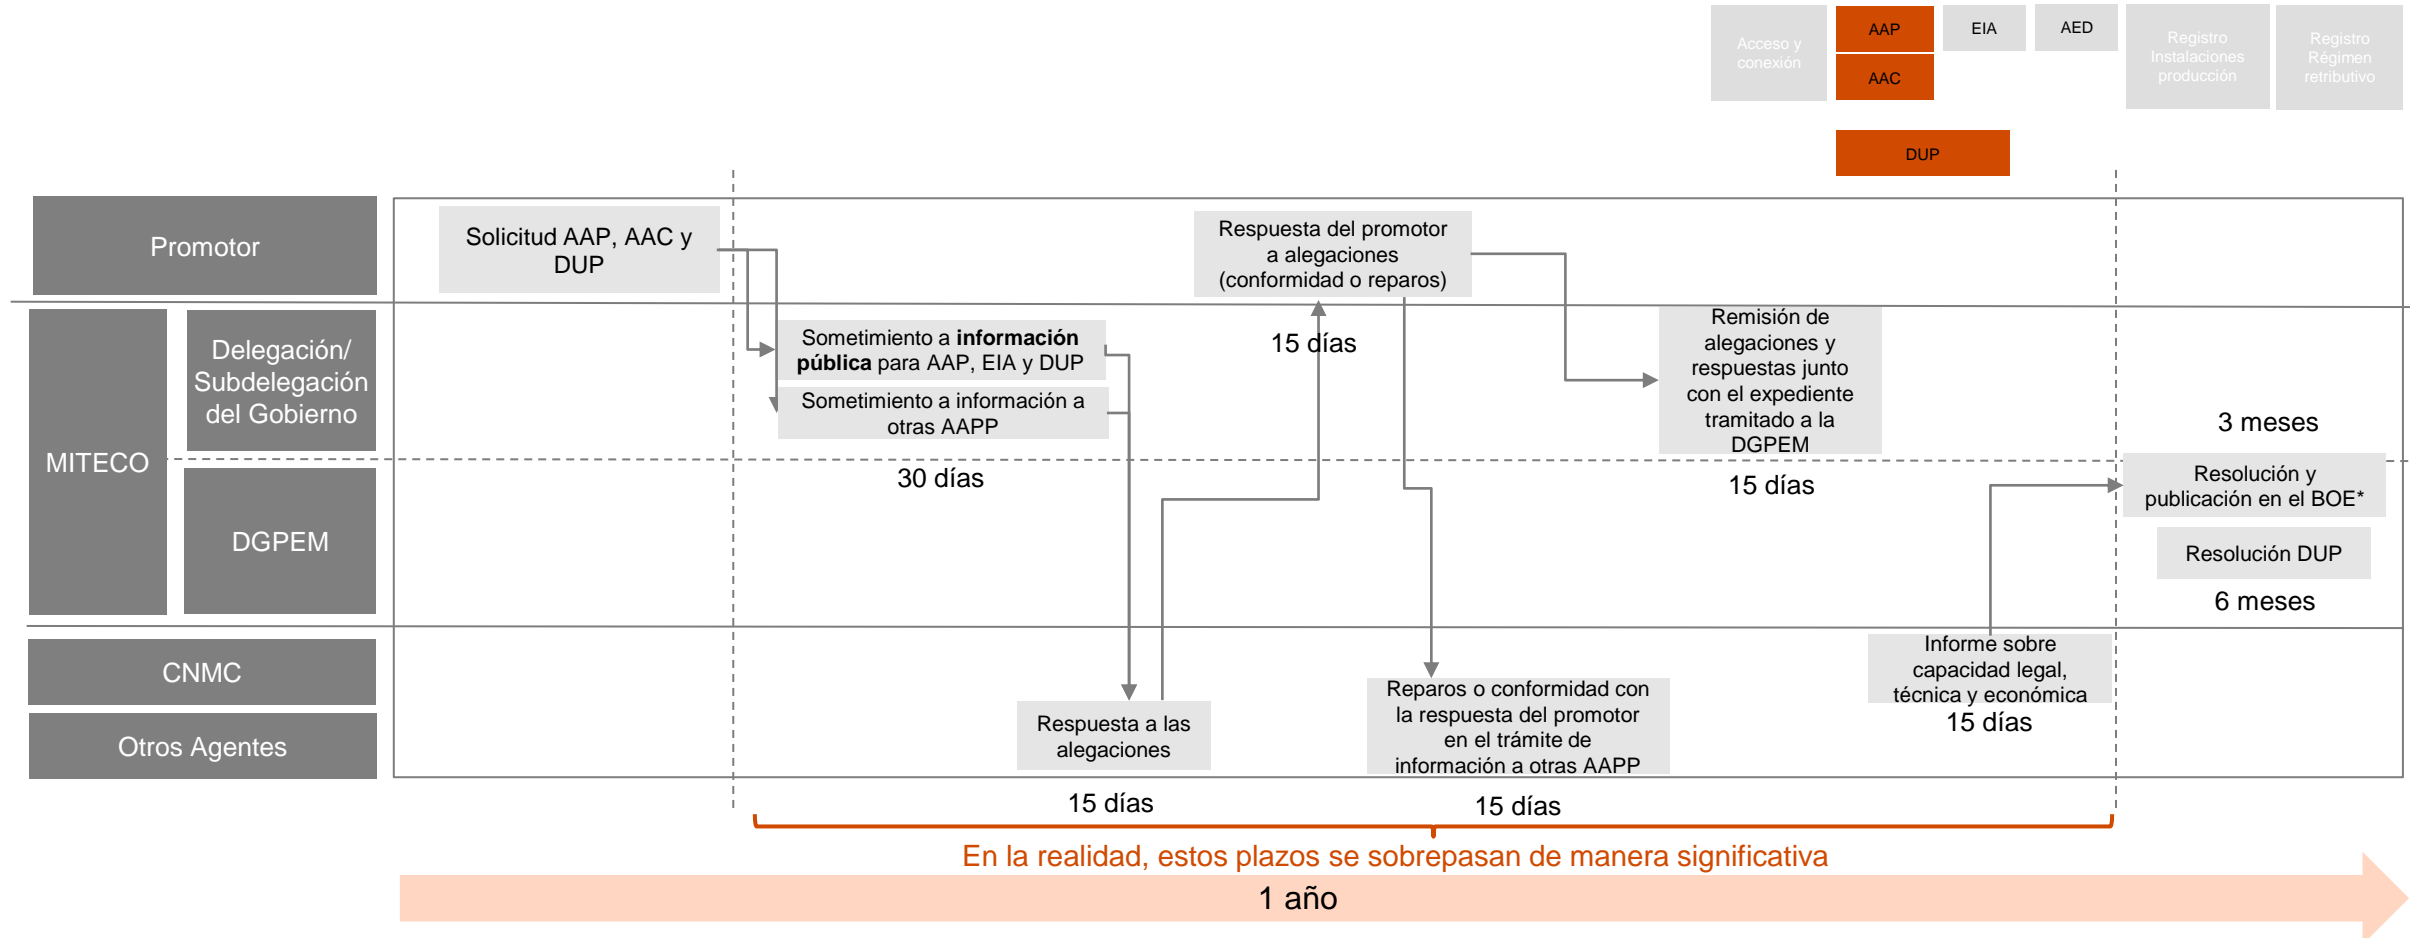 Acceso y
conexión
AAP
AAC
EIA
AED
Registro
Instalaciones
producción
Registro
Régimen
retributivo
DUP
Promotor
Solicitud AAP, AAC y
DUP
Respuesta del promotor
a alegaciones
(conformidad o reparos)
MITECO
Delegación/
Subdelegación
del Gobierno
Sometimiento a información
pública para AAP, EIA y DUP
Sometimiento a información a
otras AAPP
30 días
15 días
Remisión de
alegaciones y
respuestas junto
con el expediente
tramitado a la
DGPEM
15 días
3 meses
DGPEM
Resolución y
publicación en el BOE*
Resolución DUP
6 meses
CNMC
Otros Agentes
Respuesta a las
alegaciones
15 días
Reparos o conformidad con
la respuesta del promotor
en el trámite de
información a otras AAPP
15 días
Informe sobre
capacidad legal,
técnica y económica
15 días
En la realidad, estos plazos se sobrepasan de manera significativa
1 año